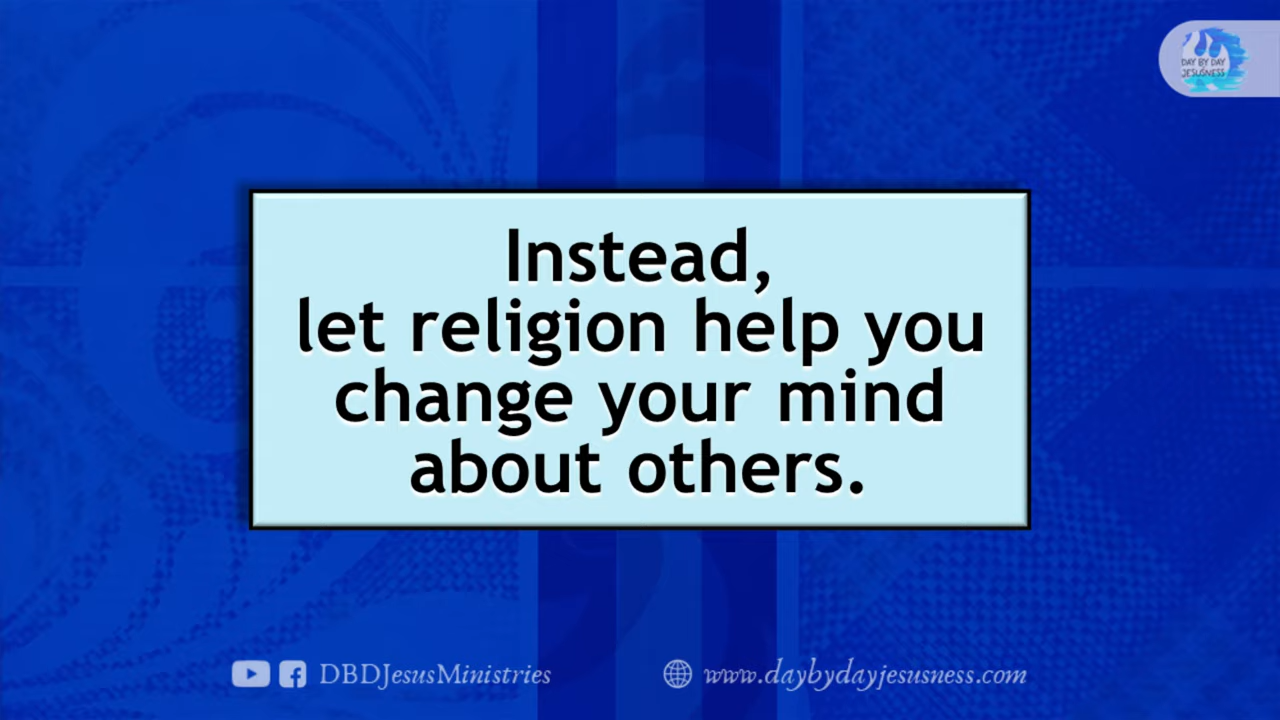 DAY BY DAY
JESUSNESS
Instead,
let religion help you
change your mind
about others.
DBDJesusMinistries
www.daybydayjesusness.com